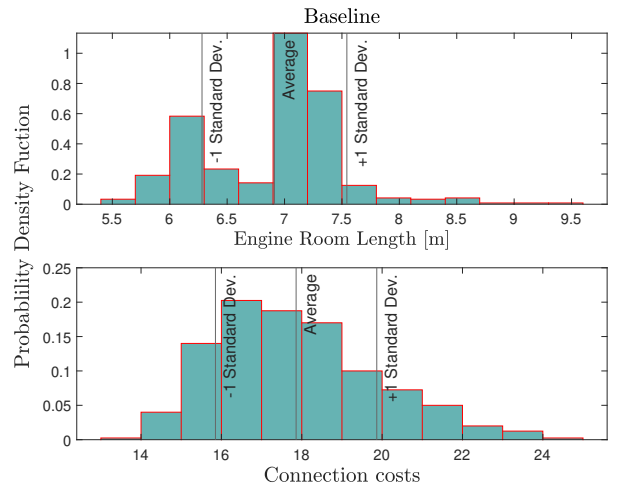 Baseline
Probablility Density Fuction
1
0.8
0.6
0.4
0.2
0
-1 Standard Dev.
Average
+1 Standard Dev.
5.5 6 6.5 7 7.5 8 8.5 9 9.5
Engine Room Length [m]
0.25
0.2
0.15
0.1
0.05
0
-1 Standard Dev.
Average
+1 Standard Dev.
14 16 18 20 22 24
Connection costs